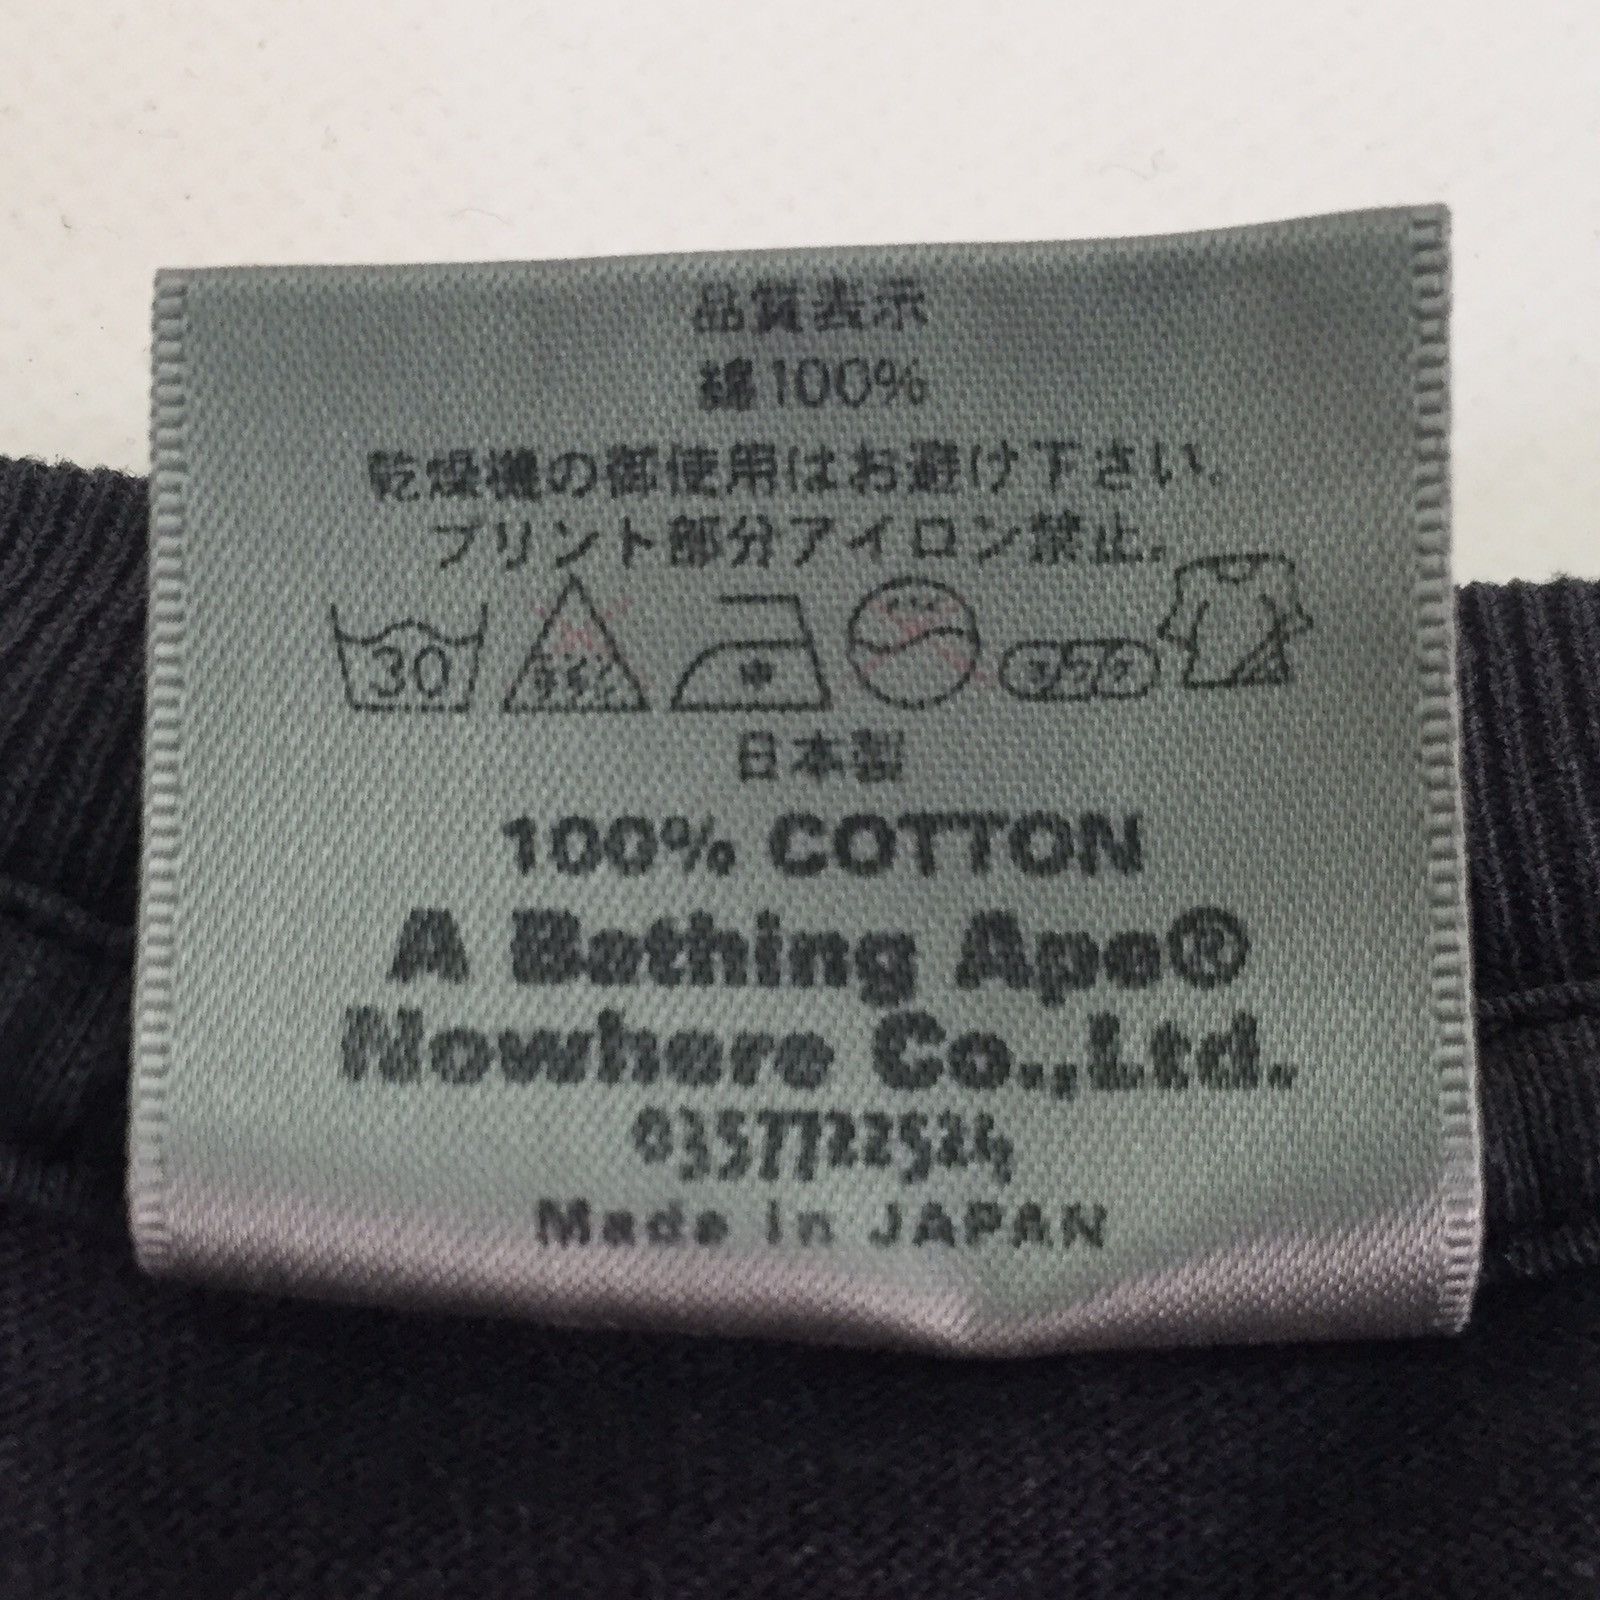 品質表示
綿100%
乾燥機の御使用はお避け下さい。
プリント部分アイロン禁止。
30
日本製
100% COTTON
A Bathing Ape®
Nowhere Co.,Ltd.
0357722524
Made in JAPAN